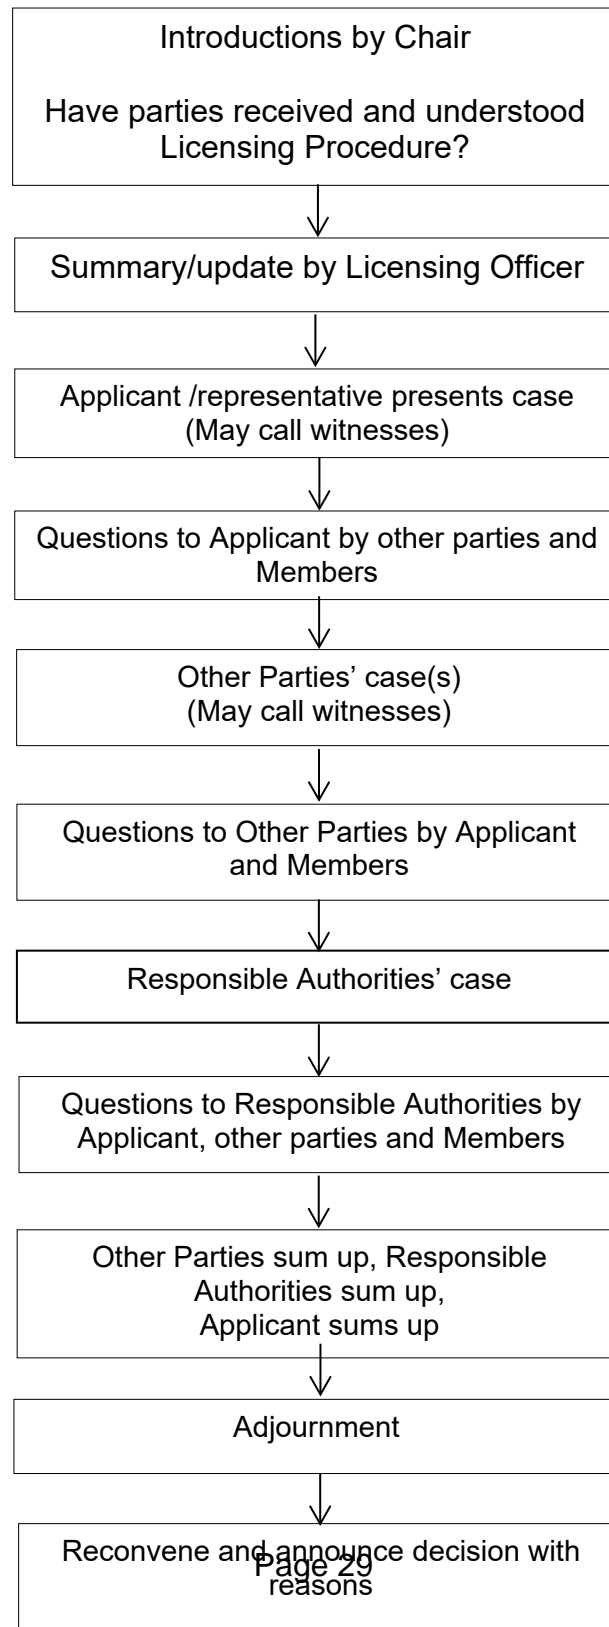 Introductions by Chair
Have parties received and understood
Licensing Procedure?
Summary/update by Licensing Officer
Applicant /representative presents case
(May call witnesses)
Questions to Applicant by other parties and
Members
Other Parties’ case(s)
(May call witnesses)
Questions to Other Parties by Applicant
and Members
Responsible Authorities’ case
Questions to Responsible Authorities by
Applicant, other parties and Members
Other Parties sum up, Responsible
Authorities sum up,
Applicant sums up
Adjournment
Reconvene and announce decision with
reasons
Page 29